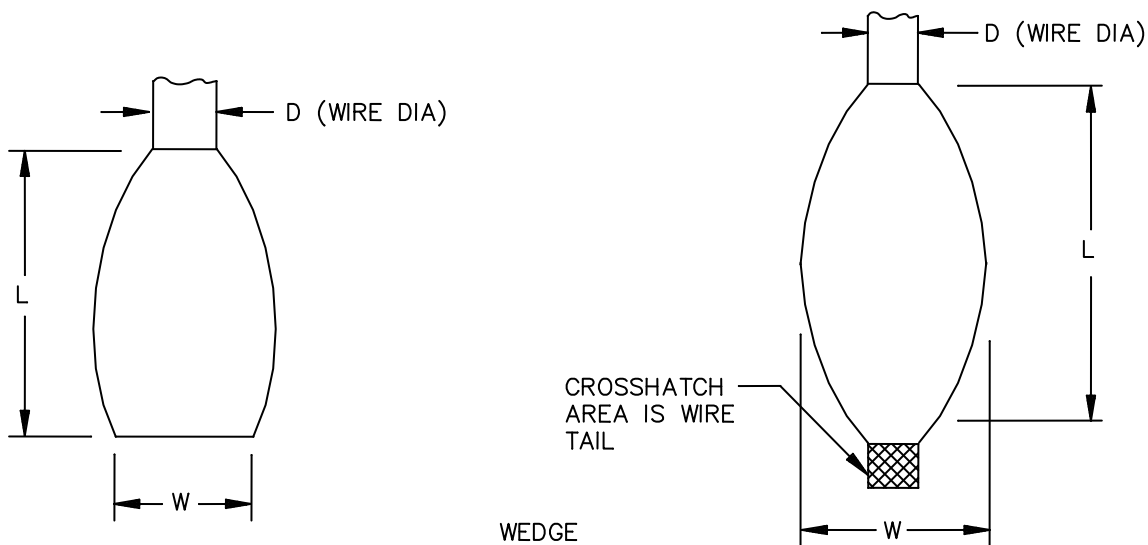 D (WIRE DIA)
D (WIRE DIA)
L
L
CROSSHATCH
AREA IS WIRE
TAIL
W
WEDGE
W